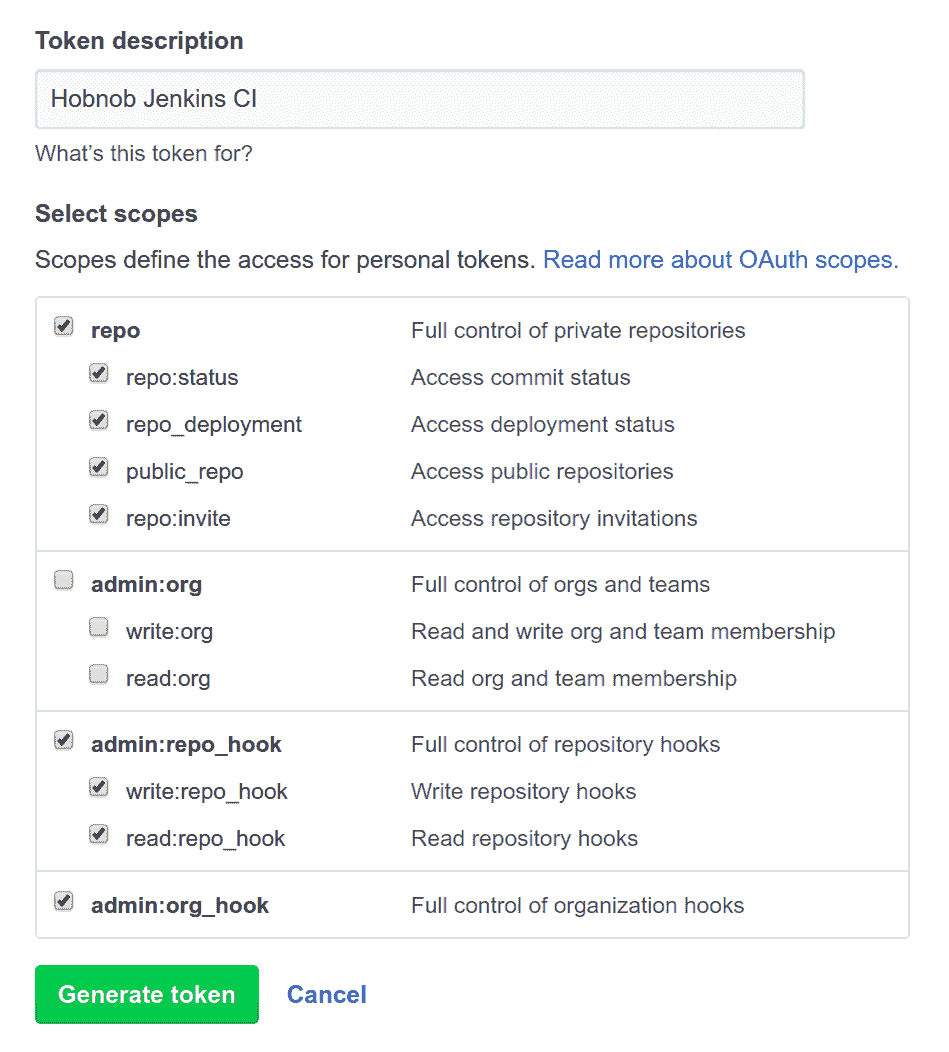 Token description
Hobnob Jenkins CI
What’s this token for?
Select scopes
Scopes define the access for personal tokens. Read more about OAuth scopes.
repo Full control of private repositories
repo:status Access commit status
repo_deployment Access deployment status
public_repo Access public repositories
repo:invite Access repository invitations
admin:org Full control of orgs and teams
write:org Read and write org and team membership
read:org Read org and team membership
admin:repo_hook Full control of repository hooks
write:repo_hook Write repository hooks
read:repo_hook Read repository hooks
admin:org_hook Full control of organization hooks
Generate token Cancel